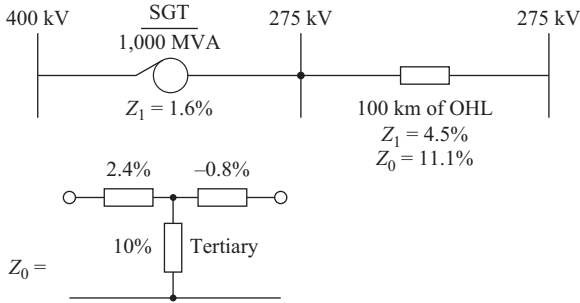 400 kV
SGT
1,000 MVA
275 kV
275 kV
Z1 = 1.6%
100 km of OHL
Z1 = 4.5%
Z0 = 11.1%
2.4%
–0.8%
10%
Tertiary
Z0 =